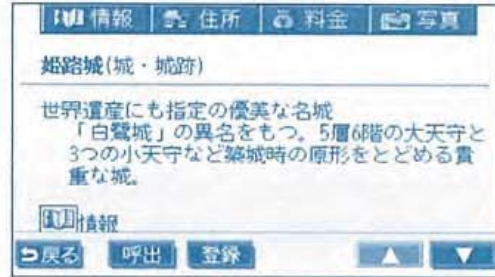 情報 住所 料金 写真
姫路城(城・城跡)
世界遺産にも指定の優美な名城
「白鷺城」の異名をもつ。5層6階の大天守と
3つの小天守など築城時の原形をとどめる貴
重な城。
情報
戻る 呼出 登録 ▲ ▼